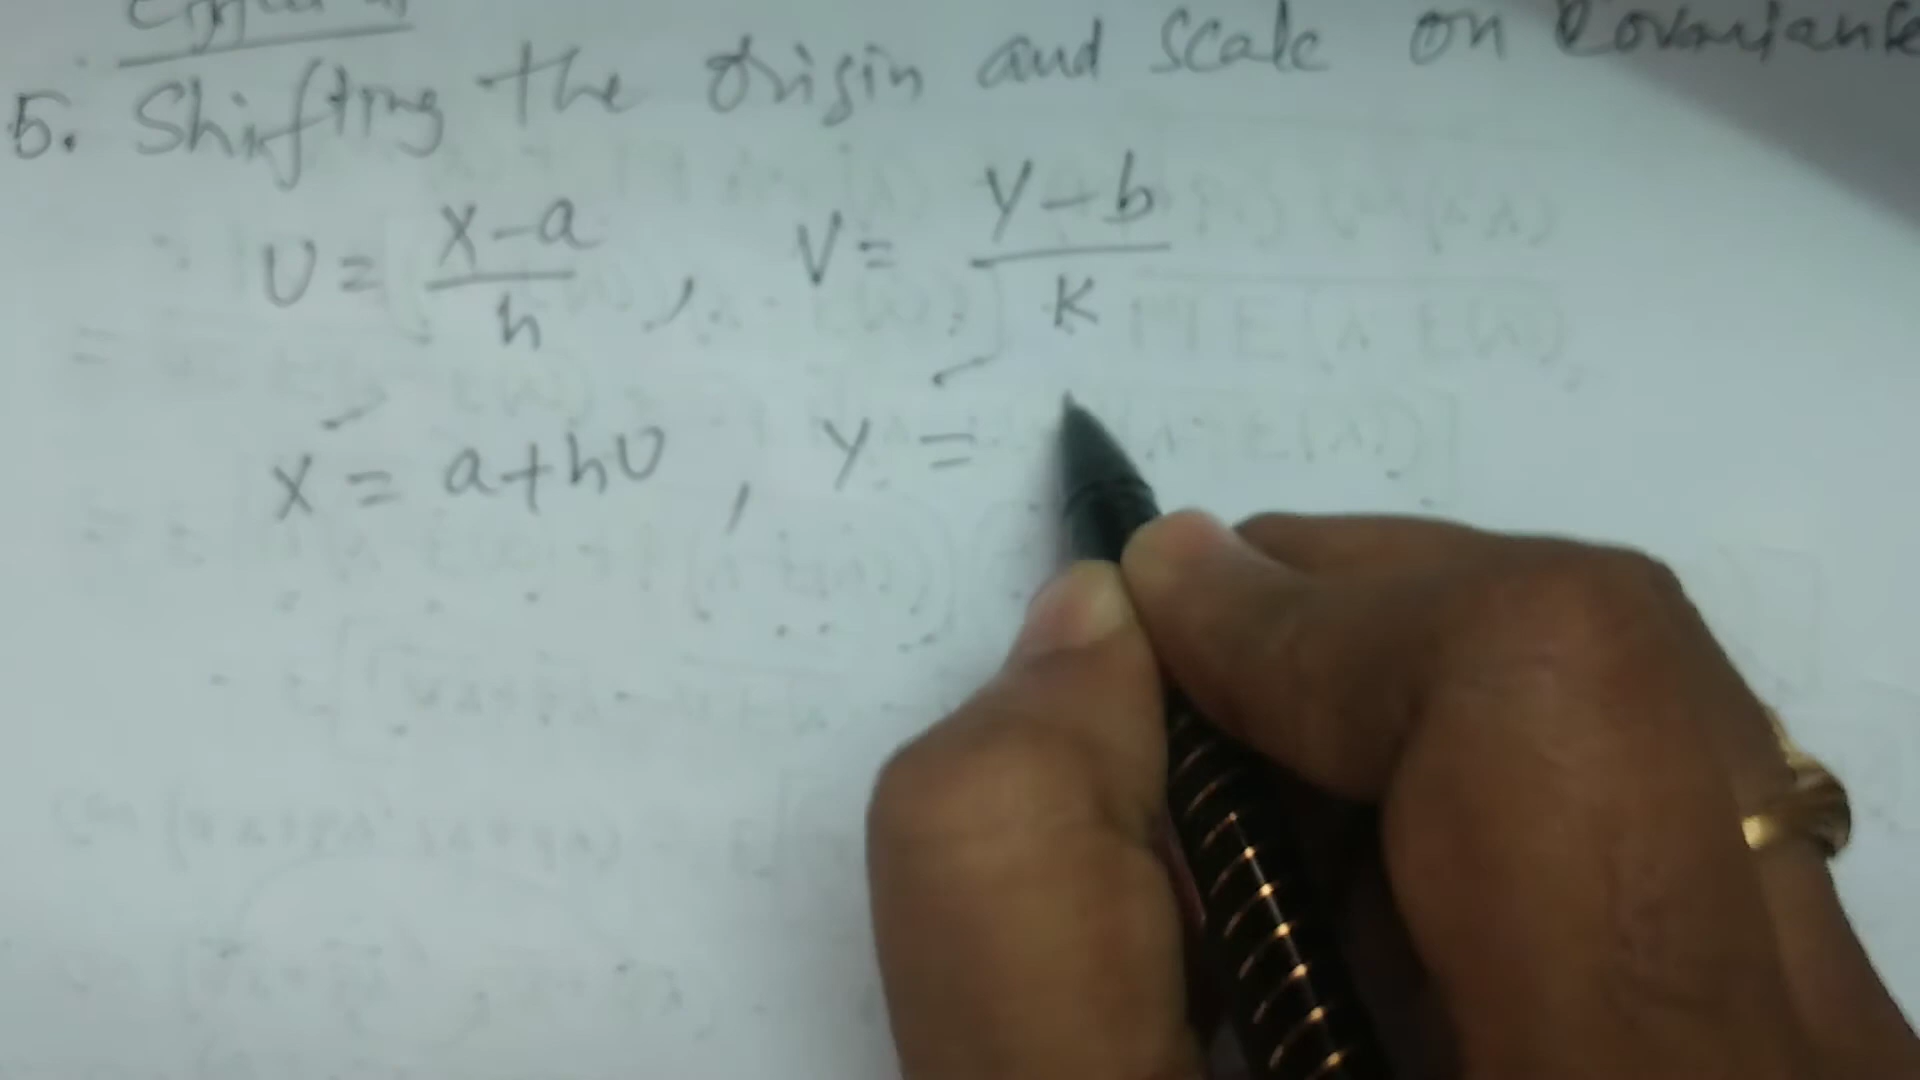 5. Shifting the origin and Scale on Covariance
U = X-a / h , V = Y-b / K
X = a+hU , Y =